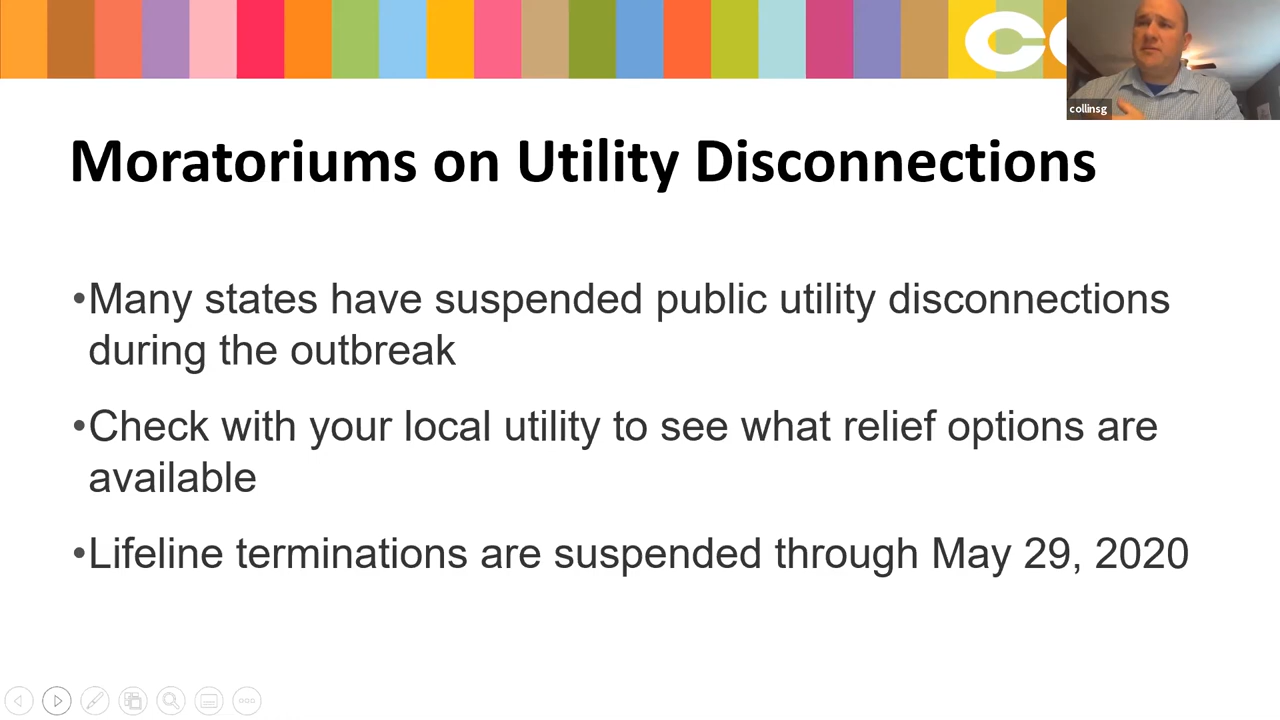 collinsg
Moratoriums on Utility Disconnections
•Many states have suspended public utility disconnections
during the outbreak
•Check with your local utility to see what relief options are
available
•Lifeline terminations are suspended through May 29, 2020